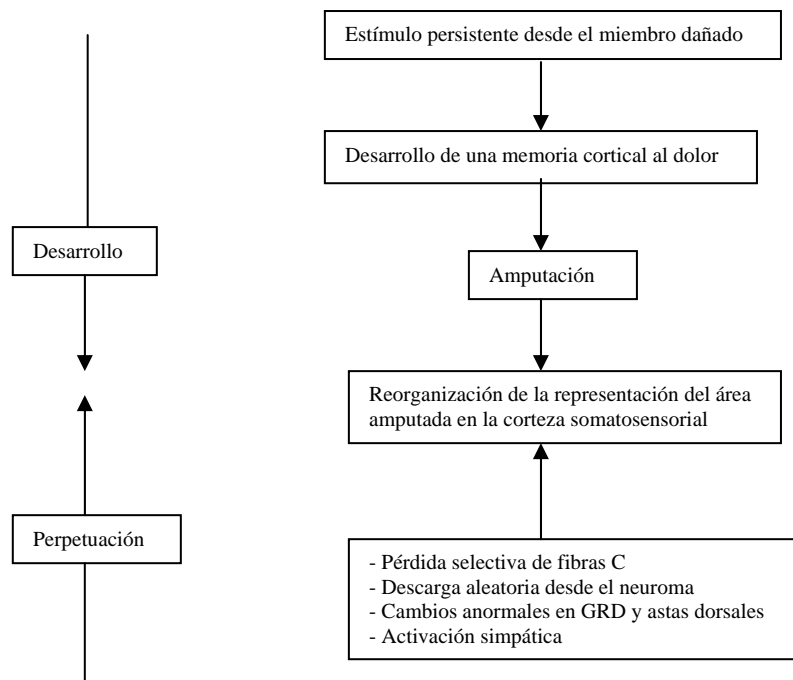 Estímulo persistente desde el miembro dañado
Desarrollo de una memoria cortical al dolor
Desarrollo
Amputación
Reorganización de la representación del área
amputada en la corteza somatosensorial
Perpetuación
- Pérdida selectiva de fibras C
- Descarga aleatoria desde el neuroma
- Cambios anormales en GRD y astas dorsales
- Activación simpática